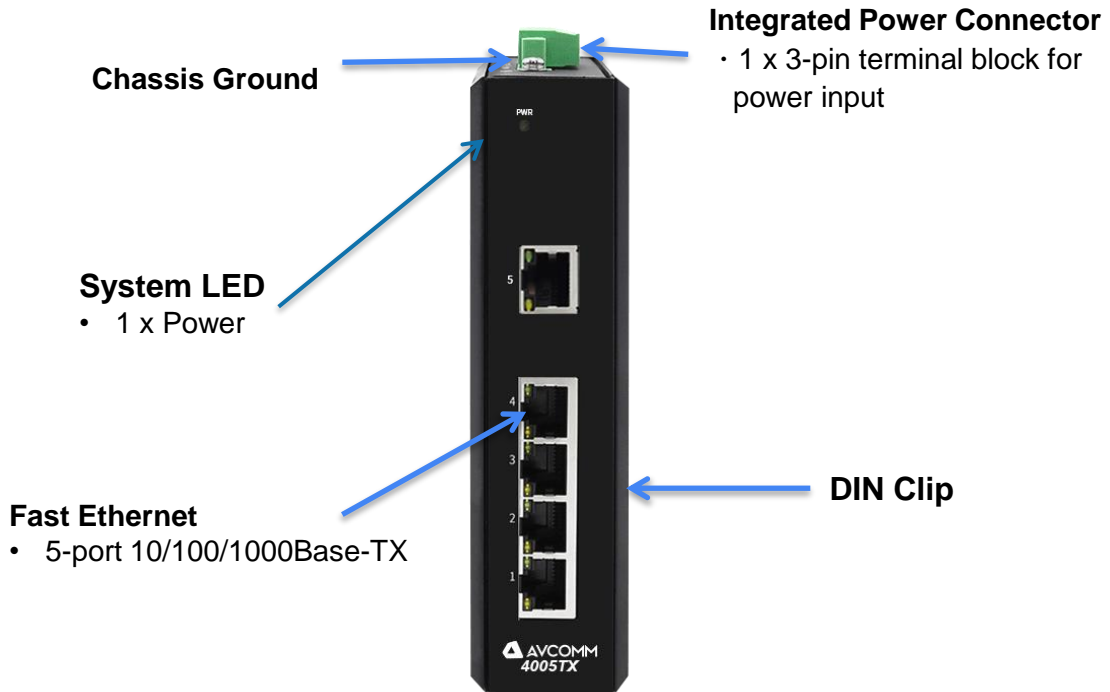 Integrated Power Connector
· 1 x 3-pin terminal block for
power input
Chassis Ground
PWR
System LED
• 1 x Power
5
4
3
2
1
Fast Ethernet
• 5-port 10/100/1000Base-TX
DIN Clip
AVCOMM
4005TX